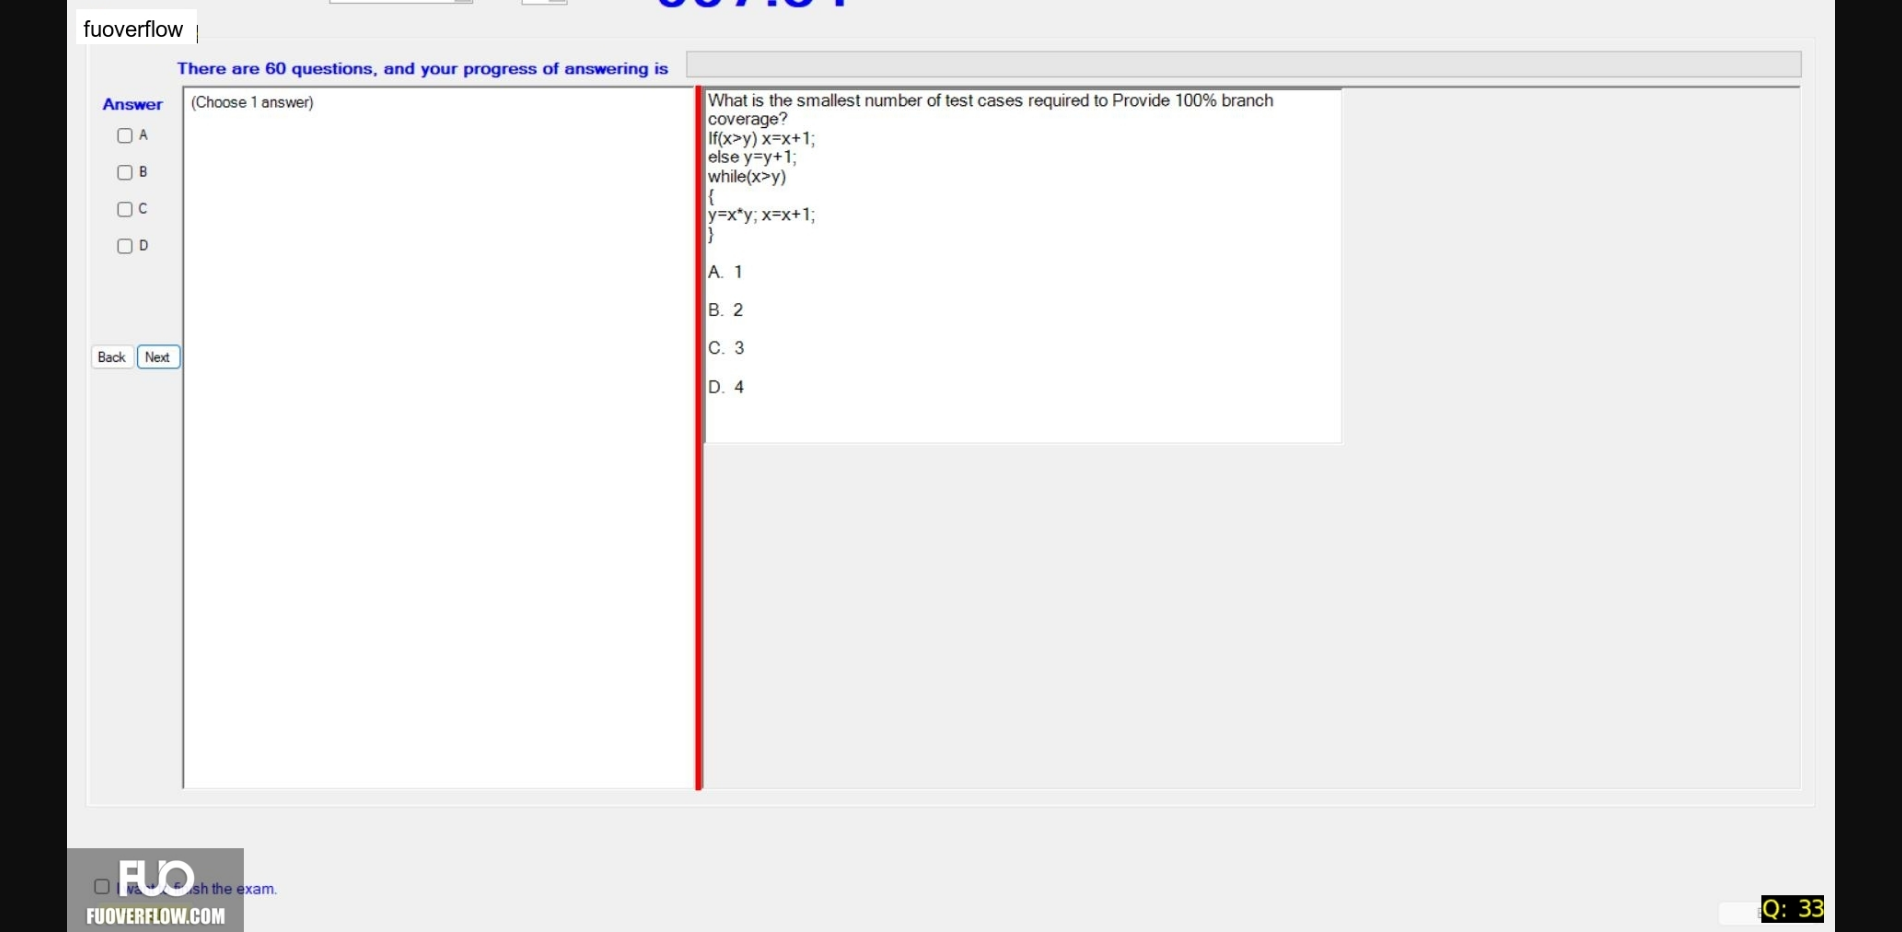 fuoverflow
There are 60 questions, and your progress of answering is
Answer
(Choose 1 answer)
A
B
C
D
Back
Next
What is the smallest number of test cases required to Provide 100% branch
coverage?
If(x>y) x=x+1;
else y=y+1;
while(x>y)
{
y=x*y; x=x+1;
}
A. 1
B. 2
C. 3
D. 4
FUO
sh the exam.
FUOVERFLOW.COM
Q: 33